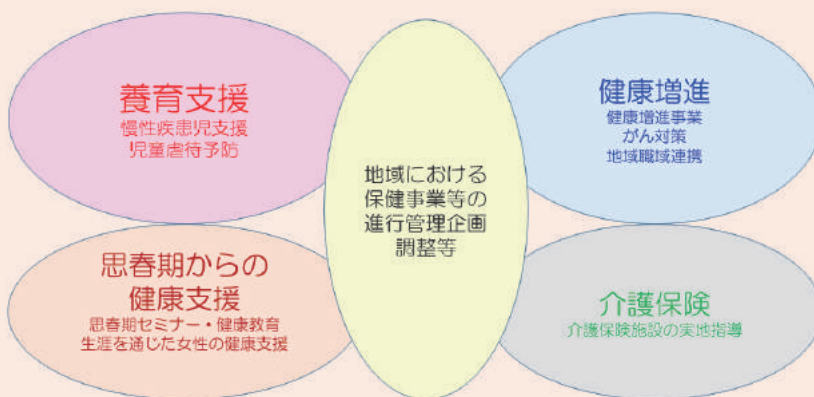 養育支援
慢性疾患児支援
児童虐待予防
思春期からの
健康支援
思春期セミナー・健康教育
生涯を通じた女性の健康支援
地域における
保健事業等の
進行管理企画
調整等
健康増進
健康増進事業
がん対策
地域職域連携
介護保険
介護保険施設の実地指導